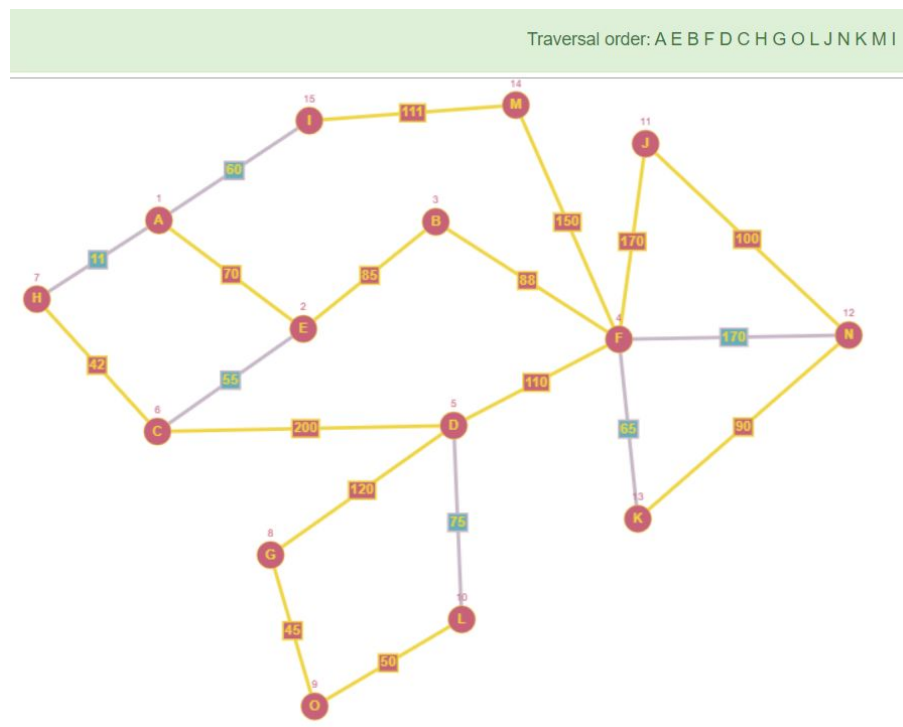 Traversal order: A E B F D C H G O L J N K M I
14
M
15
I
111
11
J
60
1
A
3
B
150
170
100
11
70
85
88
7
H
2
E
4
F
170
12
N
42
55
110
5
D
6
C
200
65
90
120
75
13
K
8
G
10
L
45
50
9
O